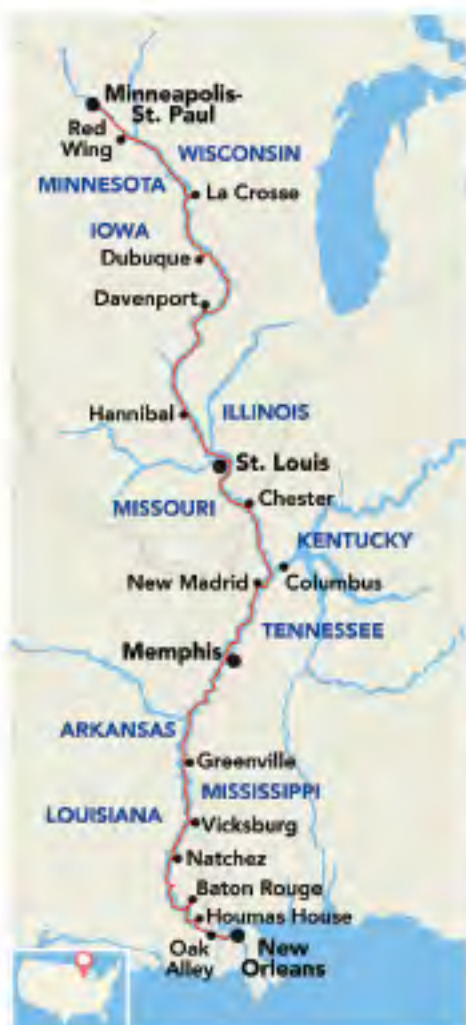 Minneapolis-
St. Paul
Red
Wing
WISCONSIN
MINNESOTA
La Crosse
IOWA
Dubuque
Davenport
Hannibal
ILLINOIS
St. Louis
MISSOURI
Chester
KENTUCKY
New Madrid
Columbus
TENNESSEE
Memphis
ARKANSAS
Greenville
MISSISSIPPI
LOUISIANA
Vicksburg
Natchez
Baton Rouge
Houmas House
Oak
Alley
New
Orleans